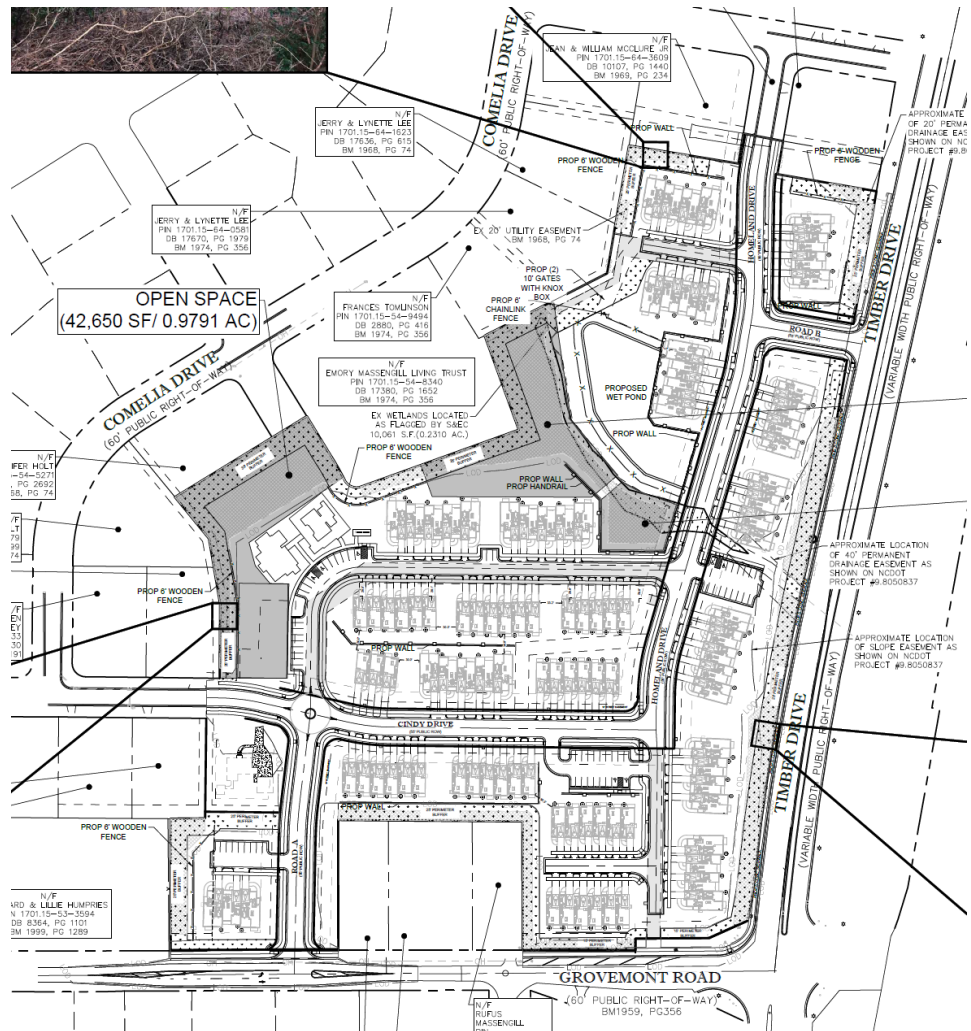 N/F
JEAN & WILLIAM MCCLURE JR
PIN 1701.15-64-3609
DB 10107, PG 1440
BM 1969, PG 234
COMELIA DRIVE
(60' PUBLIC RIGHT-OF-WAY)
N/F
JERRY & LYNETTE LEE
PIN 1701.15-64-1623
DB 17636, PG 615
BM 1968, PG 74
PROP WALL
PROP 6' WOODEN
FENCE
PROP 6' WOODEN
FENCE
APPROXIMATE
OF 20' PERMA
DRAINAGE EAS
SHOWN ON NC
PROJECT #9.80
N/F
JERRY & LYNETTE LEE
PIN 1701.15-64-0581
DB 17670, PG 1979
BM 1974, PG 356
EX 20' UTILITY EASEMENT
BM 1968, PG 74
HOMELAND DRIVE
TIMBER DRIVE
(VARIABLE WIDTH PUBLIC RIGHT-OF-WAY)
OPEN SPACE
(42,650 SF/ 0.9791 AC)
N/F
FRANCES TOMLINSON
PIN 1701.15-54-9494
DB 2880, PG 416
BM 1974, PG 356
PROP (2)
10' GATES
WITH KNOX
BOX
PROP 6'
CHAINLINK
FENCE
PROP WALL
ROAD B
N/F
EMORY MASSENGILL LIVING TRUST
PIN 1701.15-54-8340
DB 17380, PG 1652
BM 1974, PG 356
COMELIA DRIVE
(60' PUBLIC RIGHT-OF-WAY)
PROPOSED
WET POND
EX WETLANDS LOCATED
AS FLAGGED BY S&EC
10,061 S.F.(0.2310 AC.)
PROP WALL
PROP 6' WOODEN
FENCE
N/F
IFER HOLT
-54-5271
, PG 2692
68, PG 74
PROP WALL
PROP HANDRAIL
APPROXIMATE LOCATION
OF 40' PERMANENT
DRAINAGE EASEMENT AS
SHOWN ON NCDOT
PROJECT #9.8050837
PROP 6' WOODEN
FENCE
APPROXIMATE LOCATION
OF SLOPE EASEMENT AS
SHOWN ON NCDOT
PROJECT #9.8050837
PROP WALL
HOMELAND DRIVE
CINDY DRIVE
TIMBER DRIVE
(VARIABLE WIDTH PUBLIC RIGHT-OF-WAY)
PROP WALL
PROP 6' WOODEN
FENCE
ROAD A
N/F
ARD & LILLIE HUMPRIES
N 1701.15-53-3594
DB 8364, PG 1101
BM 1999, PG 1289
GROVEMONT ROAD
(60' PUBLIC RIGHT-OF-WAY)
BM1959, PG356
N/F
RUFUS
MASSENGILL